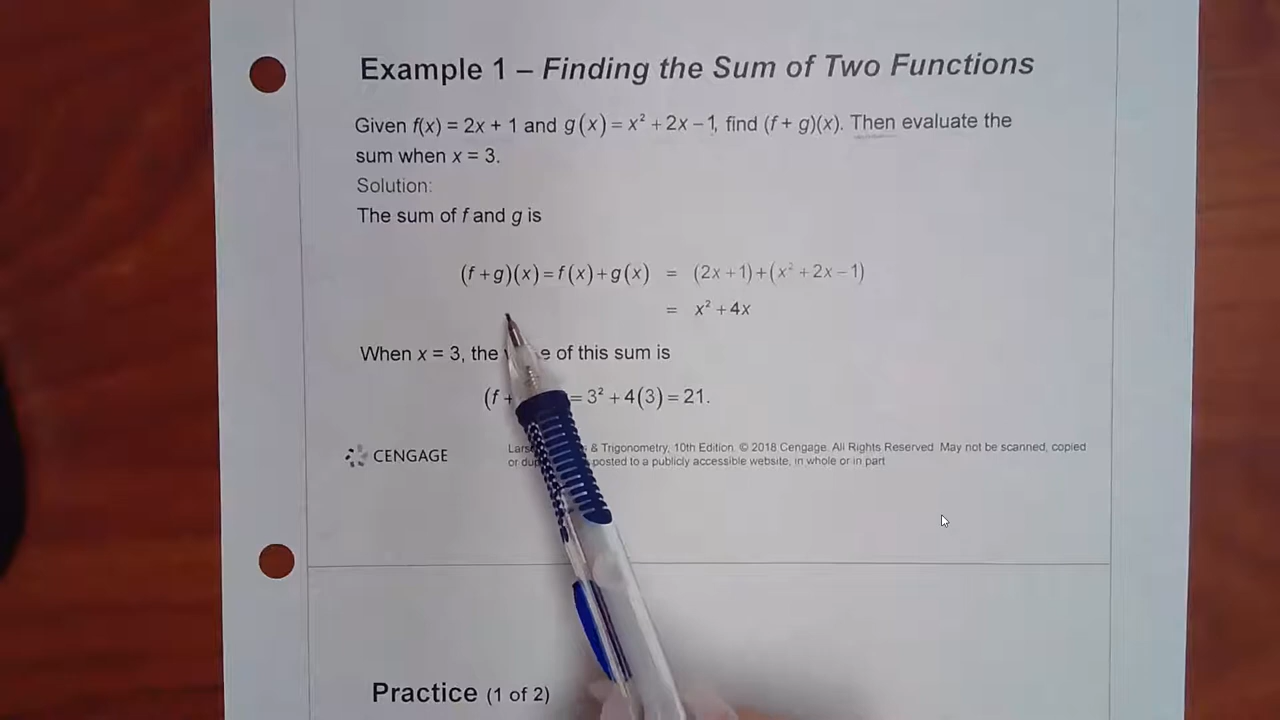 Example 1 – Finding the Sum of Two Functions
Given f(x) = 2x + 1 and g(x) = x² + 2x – 1, find (f + g)(x). Then evaluate the
sum when x = 3.
Solution:
The sum of f and g is
(f + g)(x) = f(x) + g(x) = (2x + 1) + (x² + 2x – 1)
= x² + 4x
When x = 3, the of this sum is
(f + = 3² + 4(3) = 21.
CENGAGE
& Trigonometry, 10th Edition. © 2018 Cengage. All Rights Reserved. May not be scanned, copied
or posted to a publicly accessible website, in whole or in part
Practice (1 of 2)